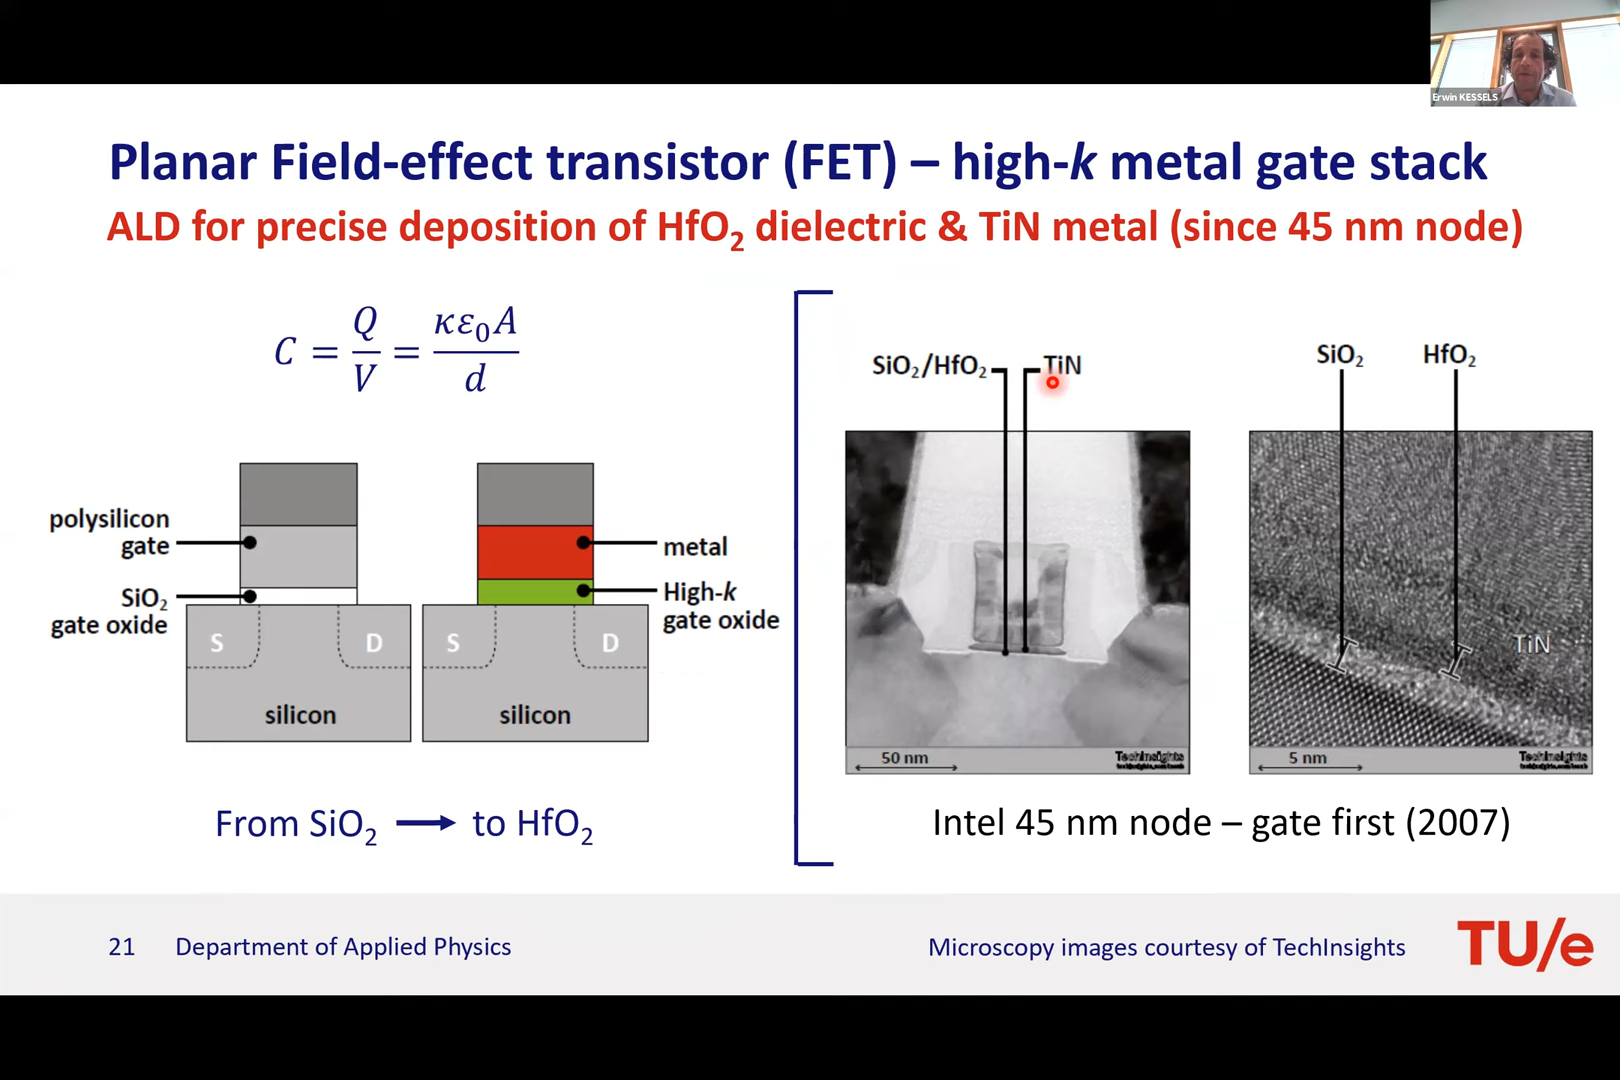 Erwin KESSELS
Planar Field-effect transistor (FET) – high-k metal gate stack
ALD for precise deposition of HfO₂ dielectric & TiN metal (since 45 nm node)
C = Q/V = κε₀A/d
polysilicon
gate
SiO₂
gate oxide
S
D
silicon
metal
High-k
gate oxide
S
D
silicon
From SiO₂ → to HfO₂
SiO₂/HfO₂
TiN
50 nm
TechInsights
SiO₂
HfO₂
TiN
5 nm
TechInsights
Intel 45 nm node – gate first (2007)
21
Department of Applied Physics
Microscopy images courtesy of TechInsights
TU/e